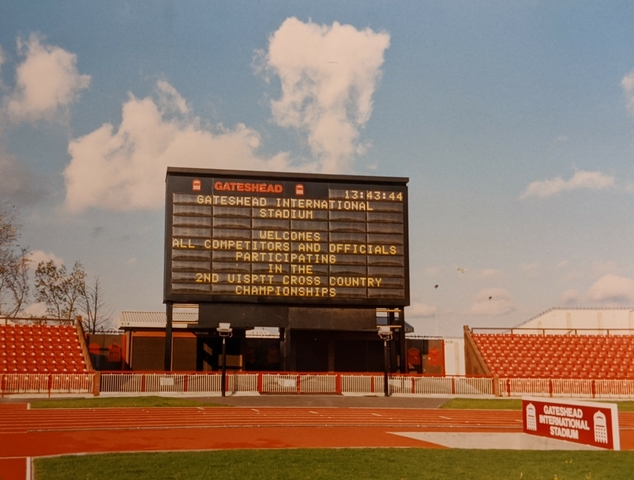 GATESHEAD
13:43:44
GATESHEAD INTERNATIONAL
STADIUM
WELCOMES
ALL COMPETITORS AND OFFICIALS
PARTICIPATING
IN THE
2ND UISPTT CROSS COUNTRY
CHAMPIONSHIPS
GATESHEAD
INTERNATIONAL
STADIUM